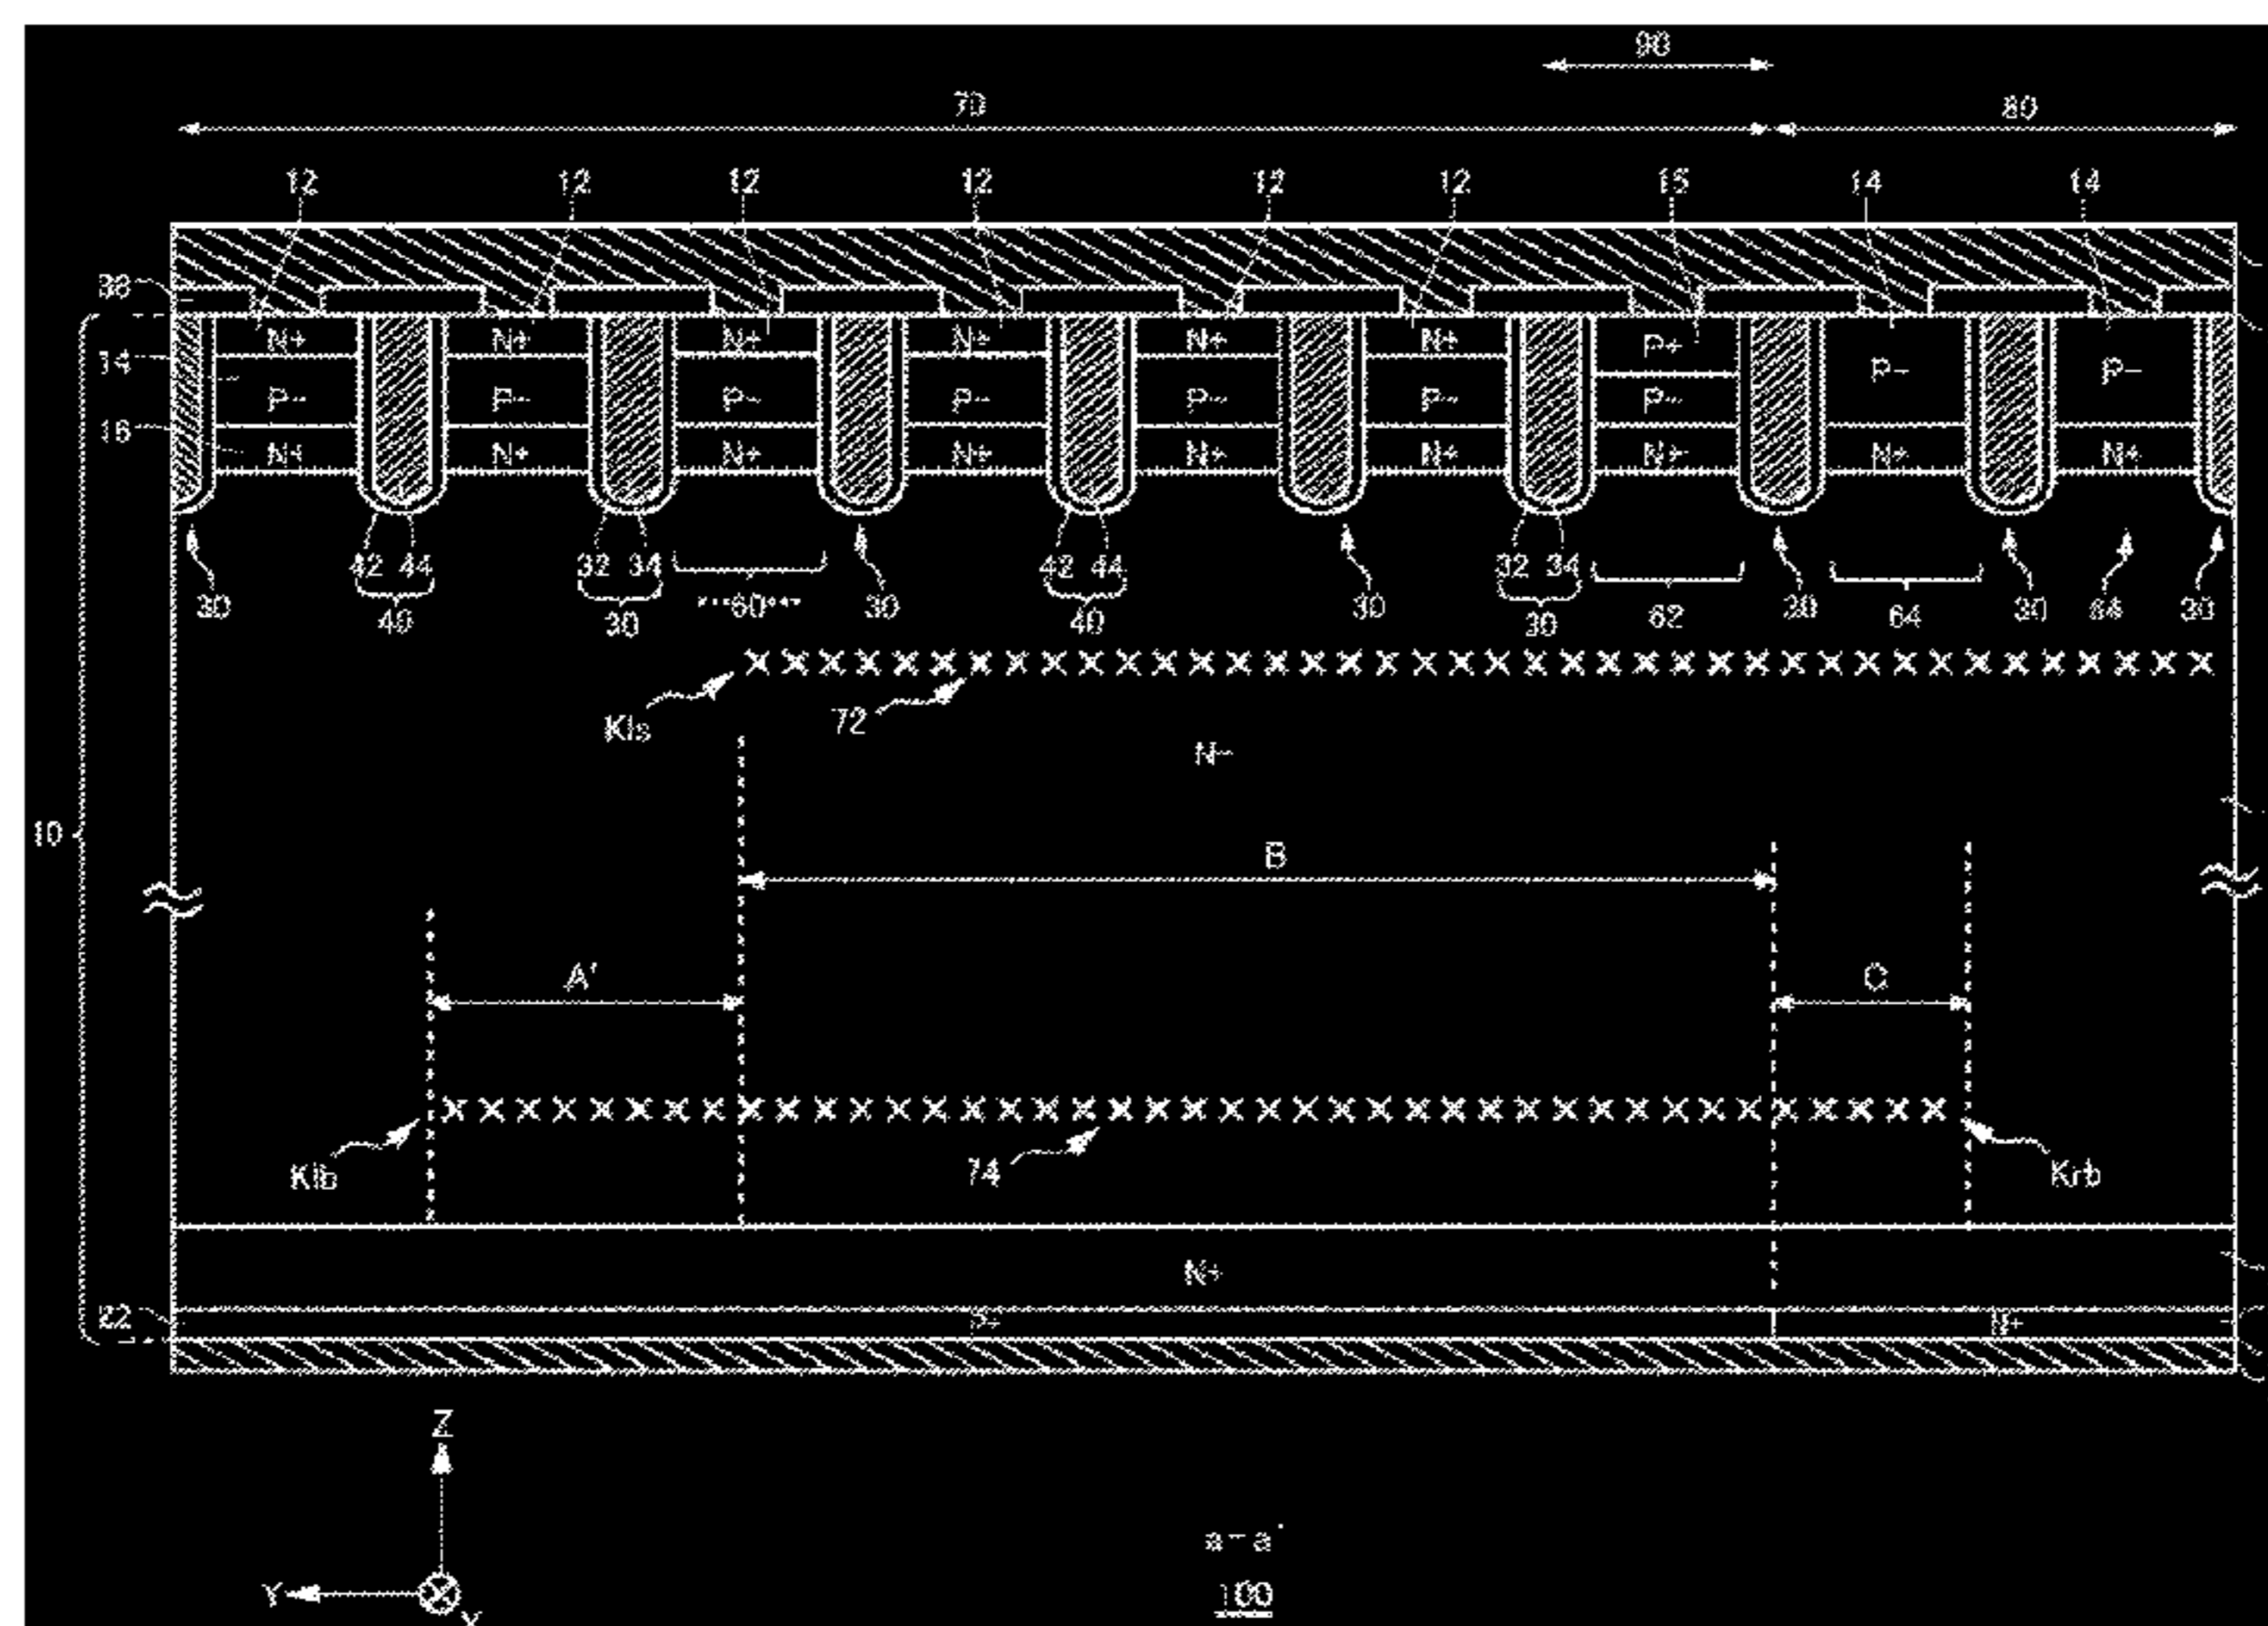 90
70 80
12 12 12 12 12 12 15 14 14
38
N+ N+ N+ N+ N+ N+ P+ P- P-
14 P- P- P- P- P- P- P-
16 N+ N+ N+ N+ N+ N+ N+ N+ N+
42 44 32 34 42 44 32 34
30 40 30 60 30 40 30 30 62 30 64 30 64 30
Kls 72
N-
10 B
A' C
Klb 74 Krb
N+
22 P+ N+
Z
a-a'
Y X 100